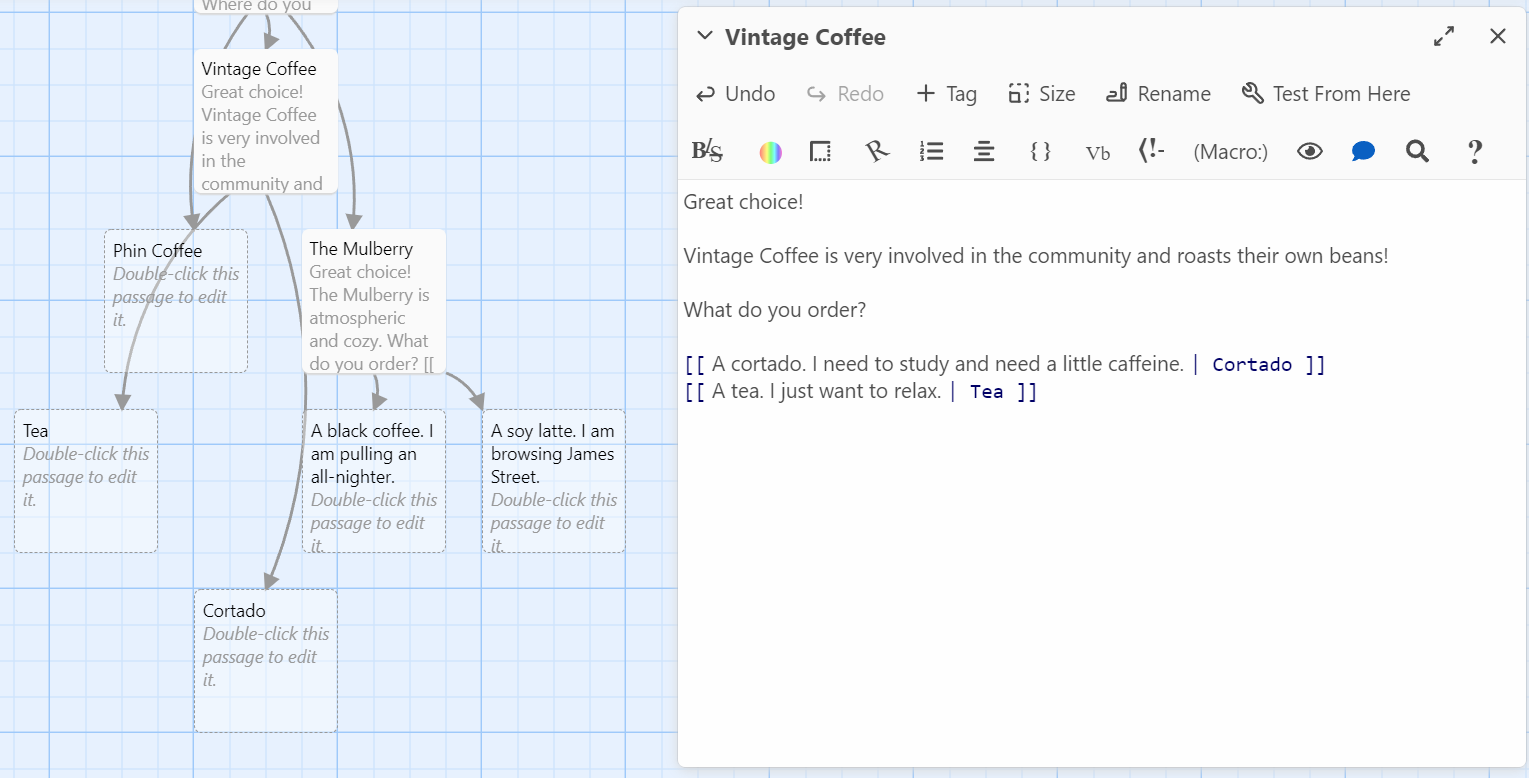 Where do you
Vintage Coffee
Great choice!
Vintage Coffee
is very involved
in the
community and
Phin Coffee
Double-click this
passage to edit
it.
The Mulberry
Great choice!
The Mulberry is
atmospheric
and cozy. What
do you order? [[
Tea
Double-click this
passage to edit
it.
A black coffee. I
am pulling an
all-nighter.
Double-click this
passage to edit
it.
A soy latte. I am
browsing James
Street.
Double-click this
passage to edit
it.
Cortado
Double-click this
passage to edit
it.
Vintage Coffee
Undo Redo + Tag Size Rename Test From Here
B/S R { } Vb (!- (Macro:) ?
Great choice!
Vintage Coffee is very involved in the community and roasts their own beans!
What do you order?
[[ A cortado. I need to study and need a little caffeine. | Cortado ]]
[[ A tea. I just want to relax. | Tea ]]